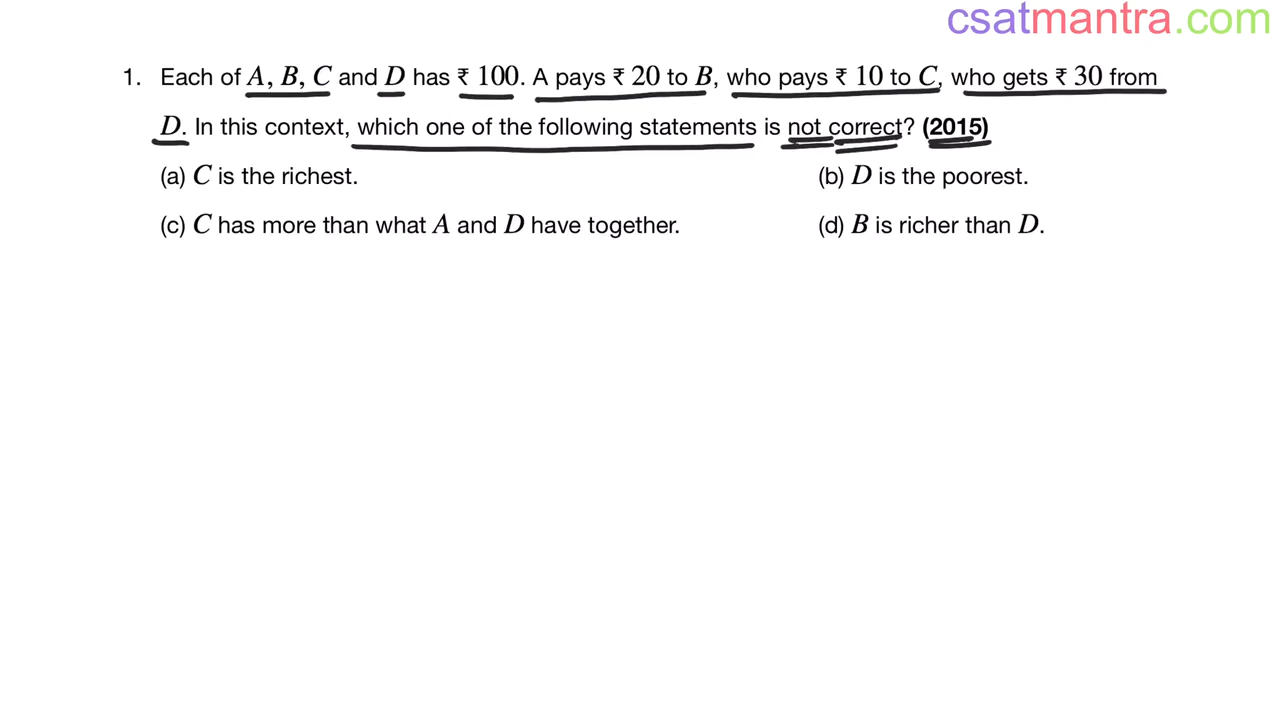 csatmantra.com
1. Each of A, B, C and D has ₹ 100. A pays ₹ 20 to B, who pays ₹ 10 to C, who gets ₹ 30 from
D. In this context, which one of the following statements is not correct? (2015)
(a) C is the richest. (b) D is the poorest.
(c) C has more than what A and D have together. (d) B is richer than D.